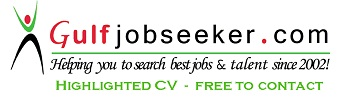 Gulfjobseeker.com
Helping you to search best jobs & talent since 2002!
HIGHLIGHTED CV - FREE TO CONTACT